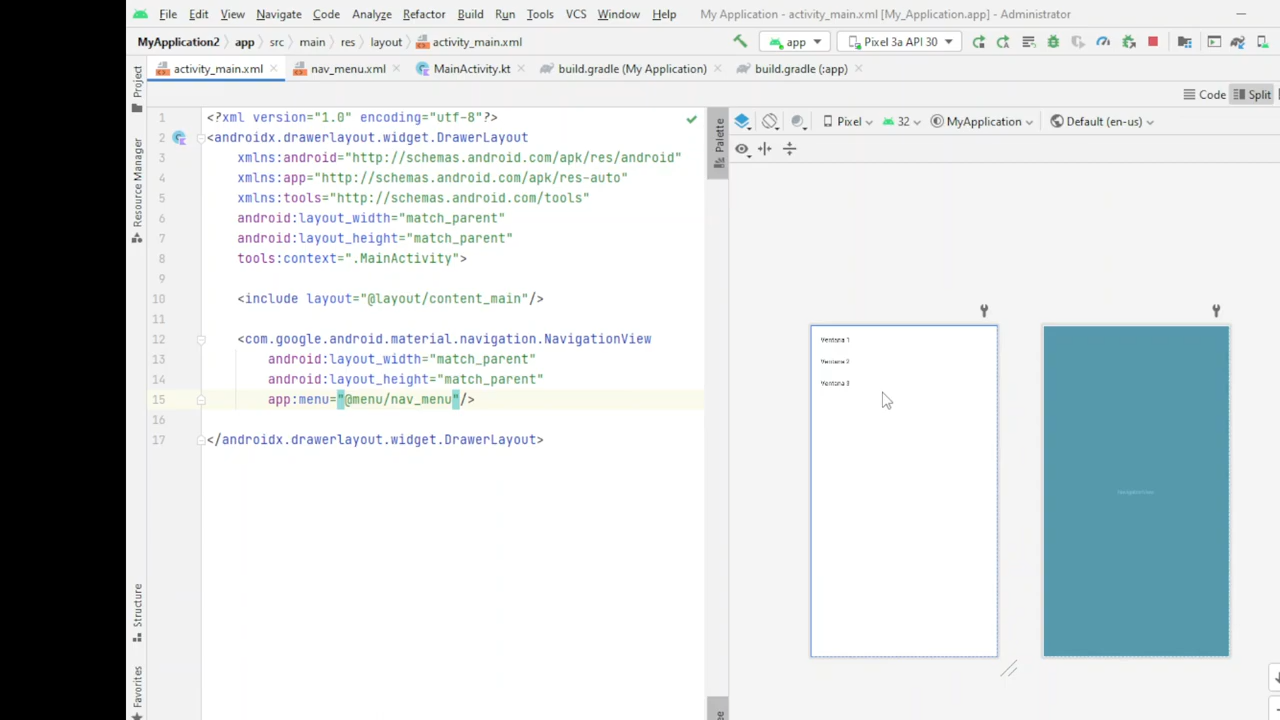 File Edit View Navigate Code Analyze Refactor Build Run Tools VCS Window Help My Application - activity_main.xml [My_Application.app] - Administrator
MyApplication2 app src main res layout activity_main.xml app Pixel 3a API 30
activity_main.xml nav_menu.xml MainActivity.kt build.gradle (My Application) build.gradle (:app)
Code Split
Project
Resource Manager
Structure
Favorites
1 <?xml version="1.0" encoding="utf-8"?>
2 <androidx.drawerlayout.widget.DrawerLayout
3 xmlns:android="http://schemas.android.com/apk/res/android"
4 xmlns:app="http://schemas.android.com/apk/res-auto"
5 xmlns:tools="http://schemas.android.com/tools"
6 android:layout_width="match_parent"
7 android:layout_height="match_parent"
8 tools:context=".MainActivity">
9
10 <include layout="@layout/content_main"/>
11
12 <com.google.android.material.navigation.NavigationView
13 android:layout_width="match_parent"
14 android:layout_height="match_parent"
15 app:menu="@menu/nav_menu"/>
16
17 </androidx.drawerlayout.widget.DrawerLayout>
Palette
Pixel 32 MyApplication Default (en-us)
Ventana 1
Ventana 2
Ventana 3
NavigationView